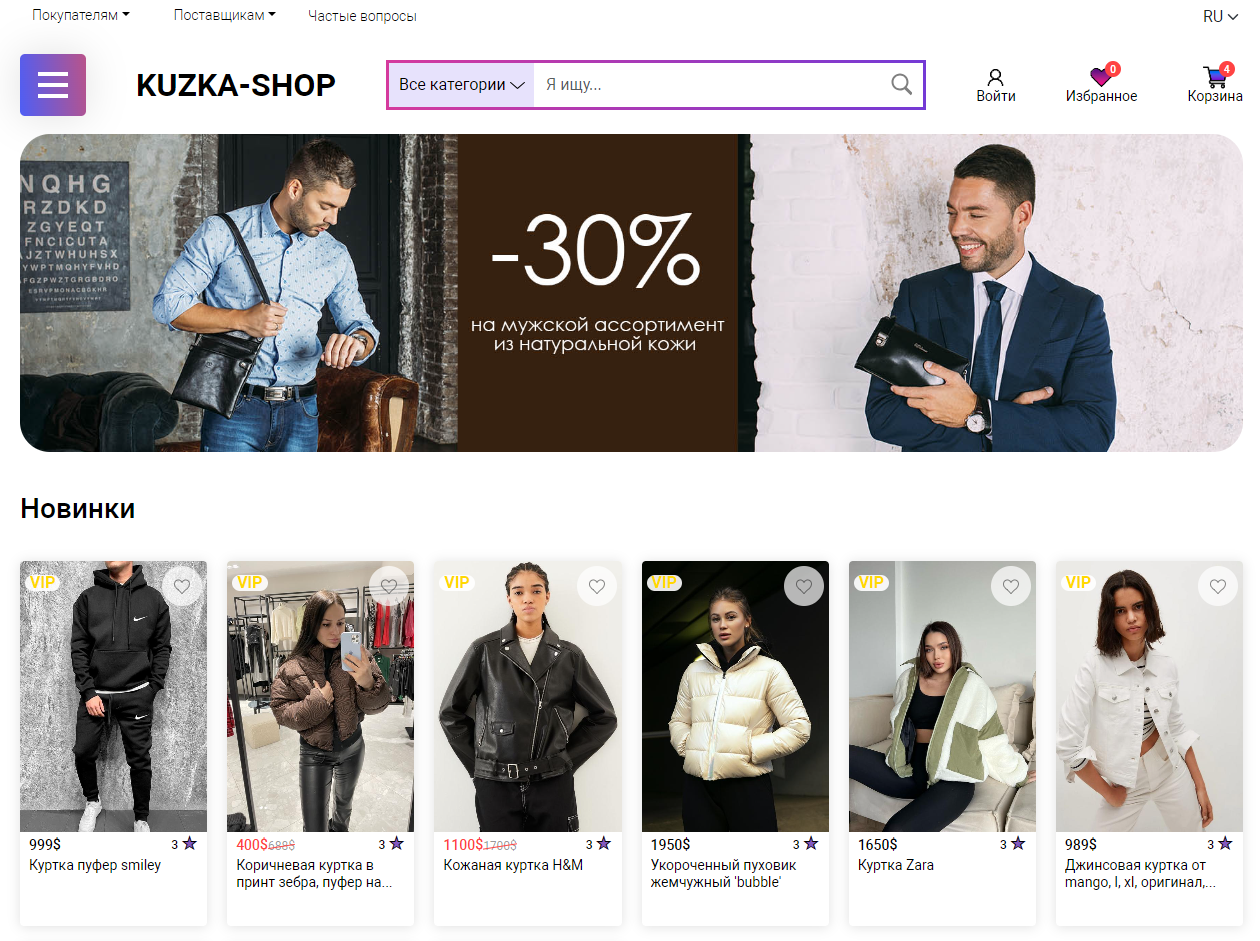 Покупателям
Поставщикам
Частые вопросы
RU
KUZKA-SHOP
Все категории
Я ищу...
Войти
0
Избранное
4
Корзина
NQHG
RZDKD
ZGYEQT
FNCICUTA
-30%
на мужской ассортимент
из натуральной кожи
Новинки
VIP
VIP
VIP
VIP
VIP
VIP
999$ 3
Куртка пуфер smiley
400$ 688$ 3
Коричневая куртка в
принт зебра, пуфер на...
1100$ 1700$ 3
Кожаная куртка H&M
1950$ 3
Укороченный пуховик
жемчужный 'bubble'
1650$ 3
Куртка Zara
989$ 3
Джинсовая куртка от
mango, l, xl, оригинал,...